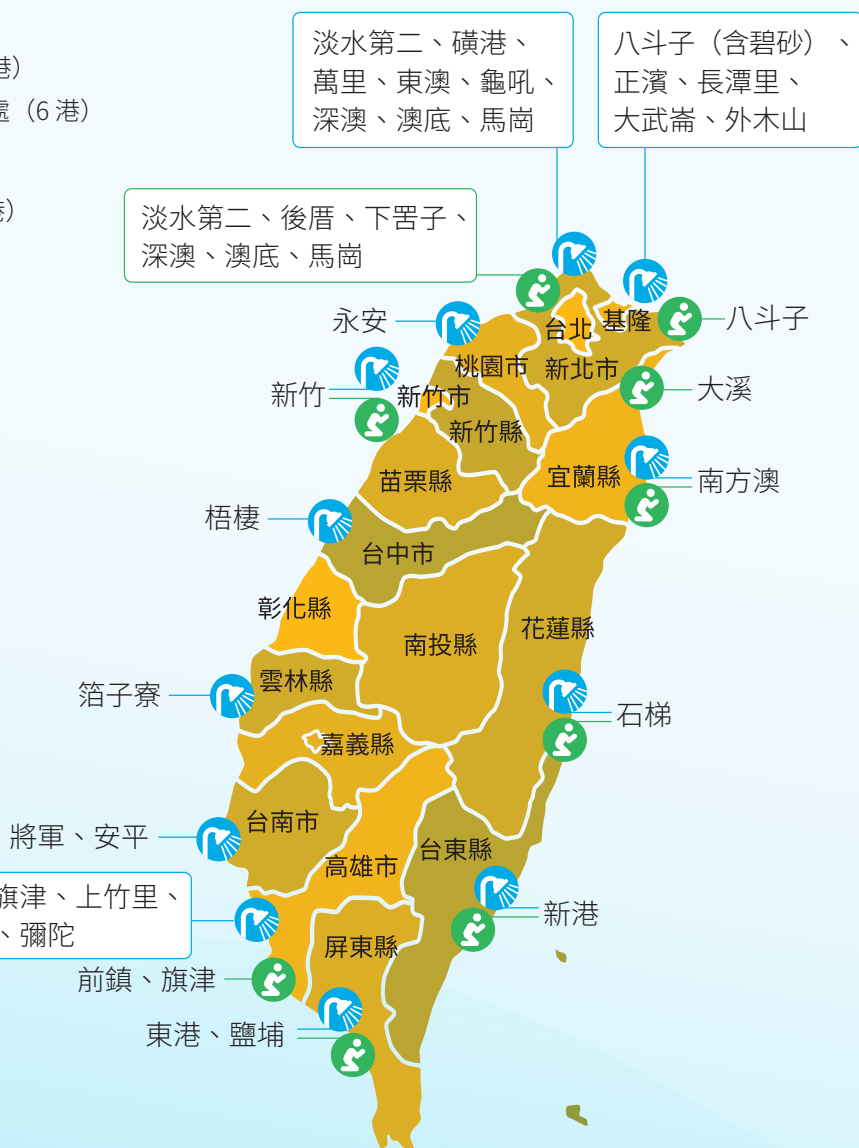 淡水第二、磺港、
萬里、東澳、龜吼、
深澳、澳底、馬崗
八斗子（含碧砂）、
正濱、長潭里、
大武崙、外木山
港）
處（6 港）
港）
淡水第二、後厝、下罟子、
深澳、澳底、馬崗
永安
台北
基隆
八斗子
桃園市
新北市
大溪
新竹
新竹市
新竹縣
苗栗縣
宜蘭縣
南方澳
梧棲
台中市
彰化縣
南投縣
花蓮縣
箔子寮
雲林縣
石梯
嘉義縣
將軍、安平
台南市
高雄市
台東縣
旗津、上竹里、
、彌陀
新港
屏東縣
前鎮、旗津
東港、鹽埔